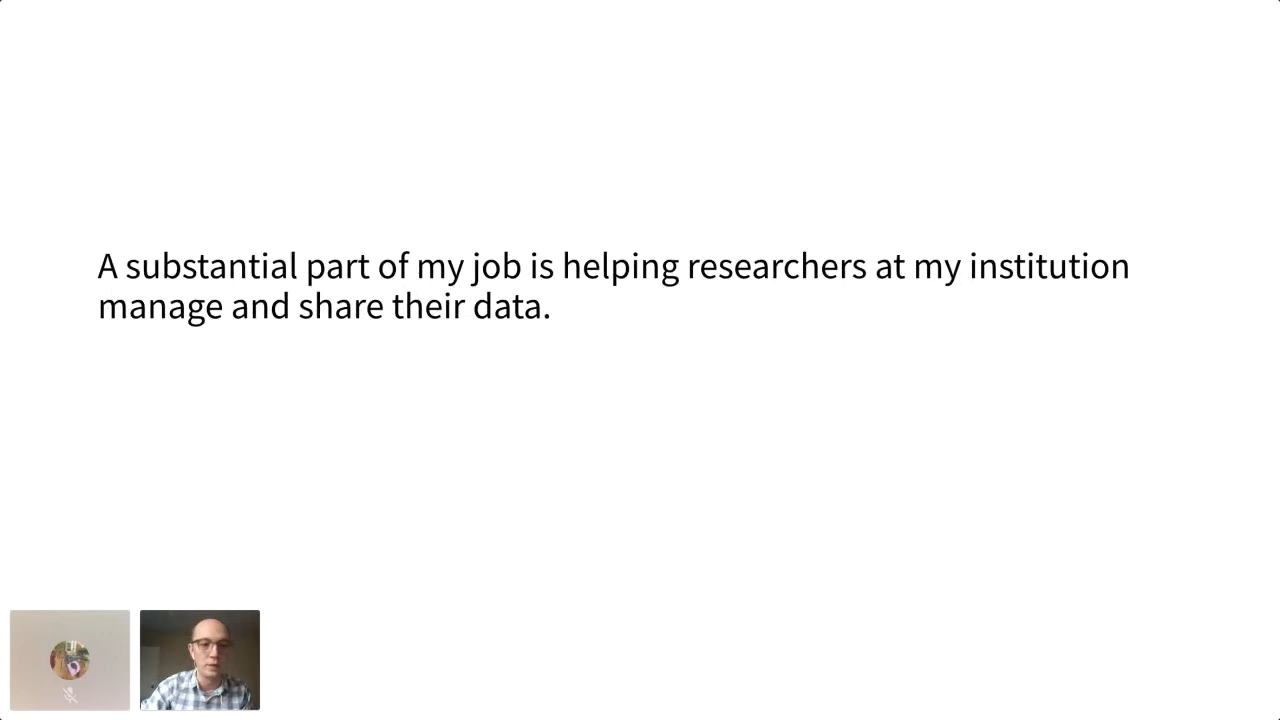 A substantial part of my job is helping researchers at my institution
manage and share their data.